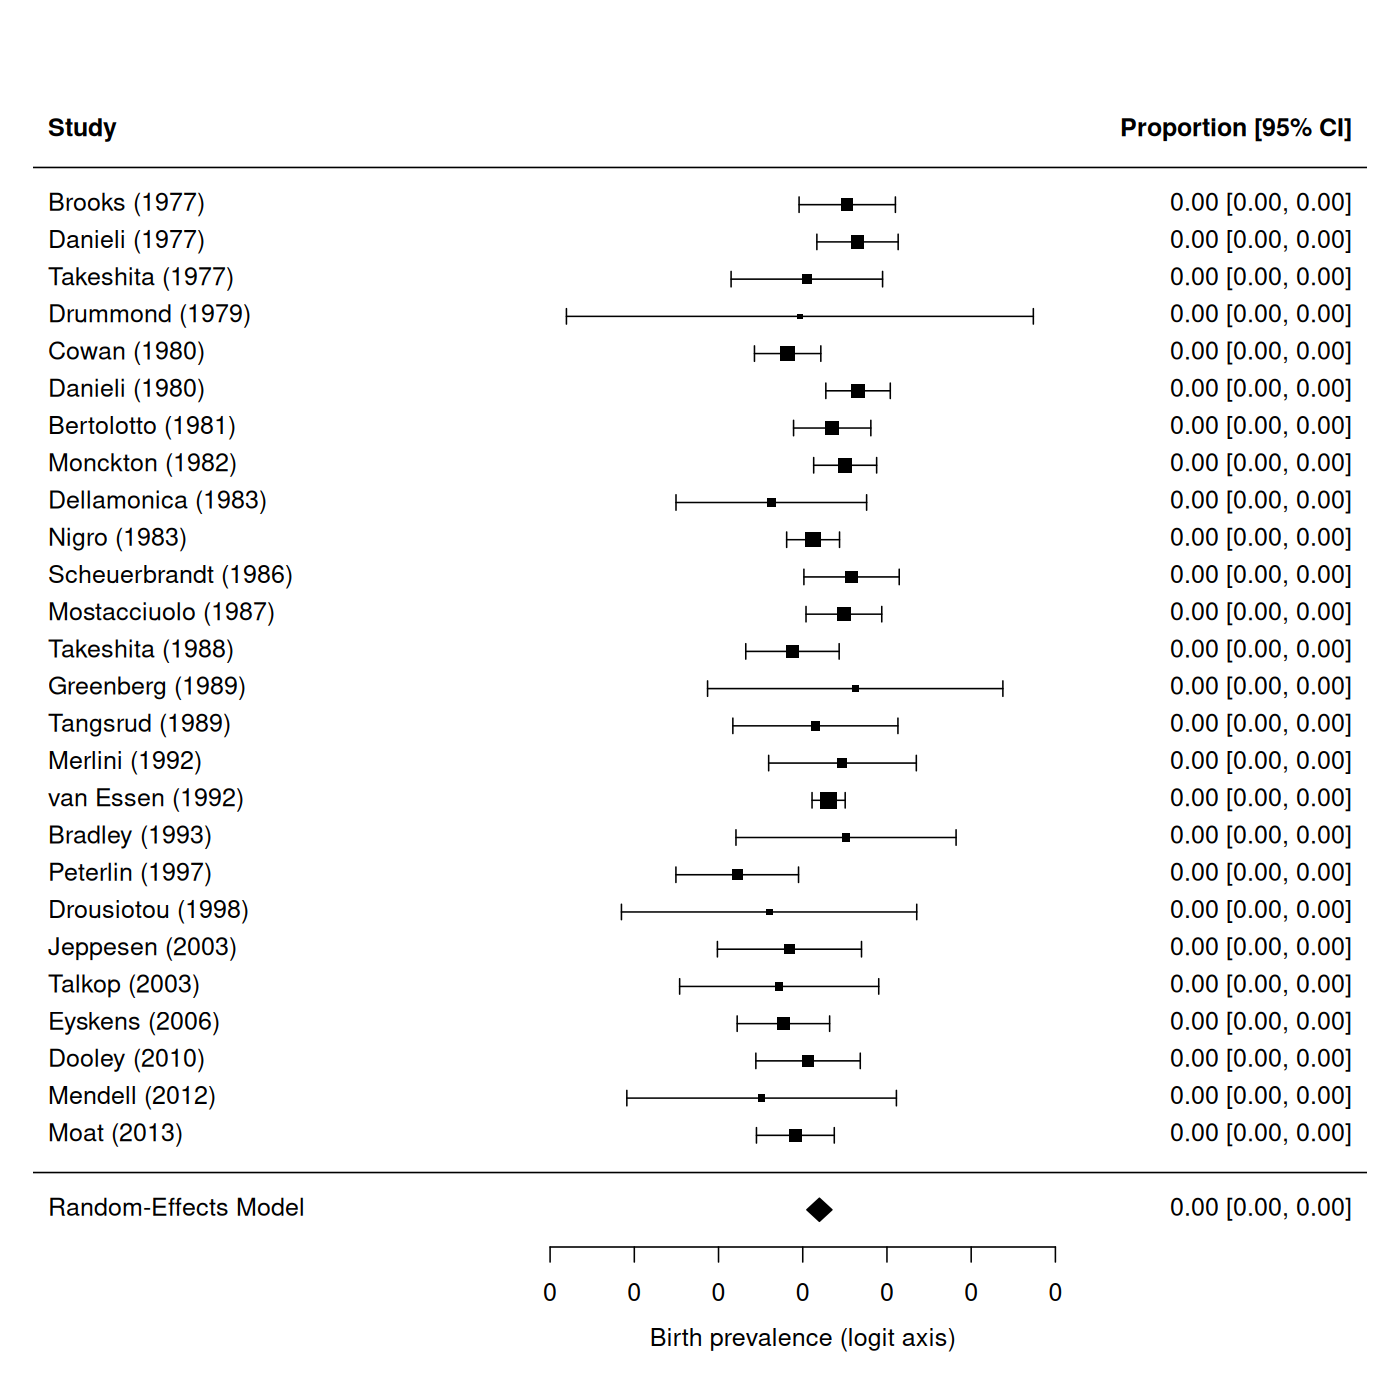 Study Proportion [95% CI]
Brooks (1977) 0.00 [0.00, 0.00]
Danieli (1977) 0.00 [0.00, 0.00]
Takeshita (1977) 0.00 [0.00, 0.00]
Drummond (1979) 0.00 [0.00, 0.00]
Cowan (1980) 0.00 [0.00, 0.00]
Danieli (1980) 0.00 [0.00, 0.00]
Bertolotto (1981) 0.00 [0.00, 0.00]
Monckton (1982) 0.00 [0.00, 0.00]
Dellamonica (1983) 0.00 [0.00, 0.00]
Nigro (1983) 0.00 [0.00, 0.00]
Scheuerbrandt (1986) 0.00 [0.00, 0.00]
Mostacciuolo (1987) 0.00 [0.00, 0.00]
Takeshita (1988) 0.00 [0.00, 0.00]
Greenberg (1989) 0.00 [0.00, 0.00]
Tangsrud (1989) 0.00 [0.00, 0.00]
Merlini (1992) 0.00 [0.00, 0.00]
van Essen (1992) 0.00 [0.00, 0.00]
Bradley (1993) 0.00 [0.00, 0.00]
Peterlin (1997) 0.00 [0.00, 0.00]
Drousiotou (1998) 0.00 [0.00, 0.00]
Jeppesen (2003) 0.00 [0.00, 0.00]
Talkop (2003) 0.00 [0.00, 0.00]
Eyskens (2006) 0.00 [0.00, 0.00]
Dooley (2010) 0.00 [0.00, 0.00]
Mendell (2012) 0.00 [0.00, 0.00]
Moat (2013) 0.00 [0.00, 0.00]
Random-Effects Model 0.00 [0.00, 0.00]
0 0 0 0 0 0 0
Birth prevalence (logit axis)